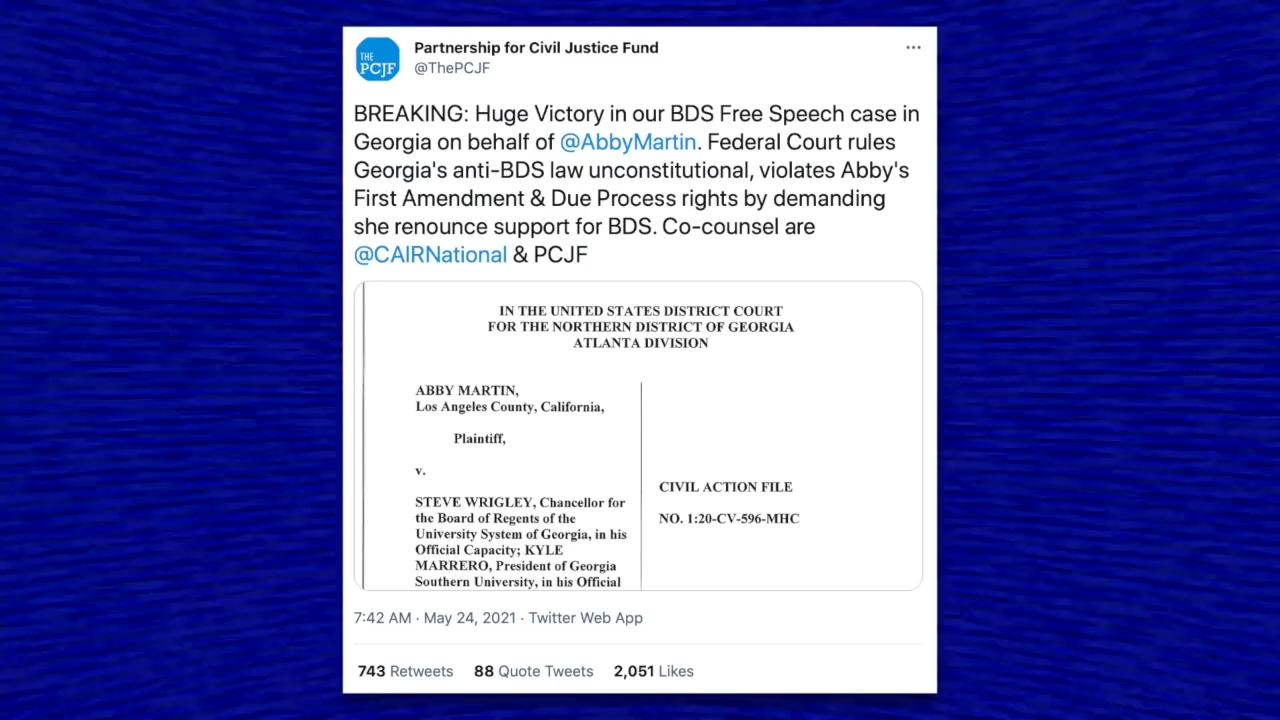 THE
PCJF
Partnership for Civil Justice Fund
@ThePCJF
BREAKING: Huge Victory in our BDS Free Speech case in
Georgia on behalf of @AbbyMartin. Federal Court rules
Georgia's anti-BDS law unconstitutional, violates Abby's
First Amendment & Due Process rights by demanding
she renounce support for BDS. Co-counsel are
@CAIRNational & PCJF
IN THE UNITED STATES DISTRICT COURT
FOR THE NORTHERN DISTRICT OF GEORGIA
ATLANTA DIVISION
ABBY MARTIN,
Los Angeles County, California,
Plaintiff,
v.
STEVE WRIGLEY, Chancellor for
the Board of Regents of the
University System of Georgia, in his
Official Capacity; KYLE
MARRERO, President of Georgia
Southern University, in his Official
CIVIL ACTION FILE
NO. 1:20-CV-596-MHC
7:42 AM · May 24, 2021 · Twitter Web App
743 Retweets 88 Quote Tweets 2,051 Likes